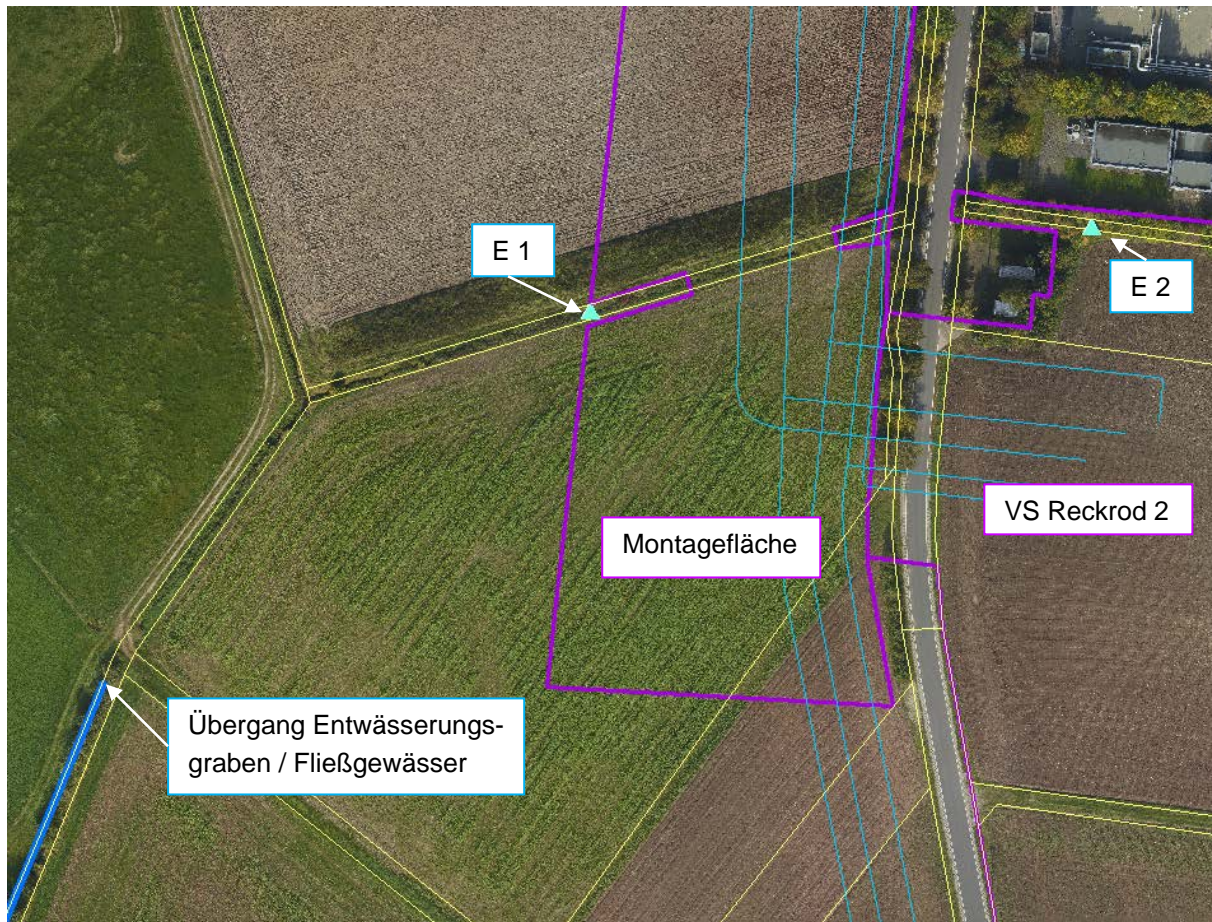 E 1
E 2
VS Reckrod 2
Montagefläche
Übergang Entwässerungs-
graben / Fließgewässer